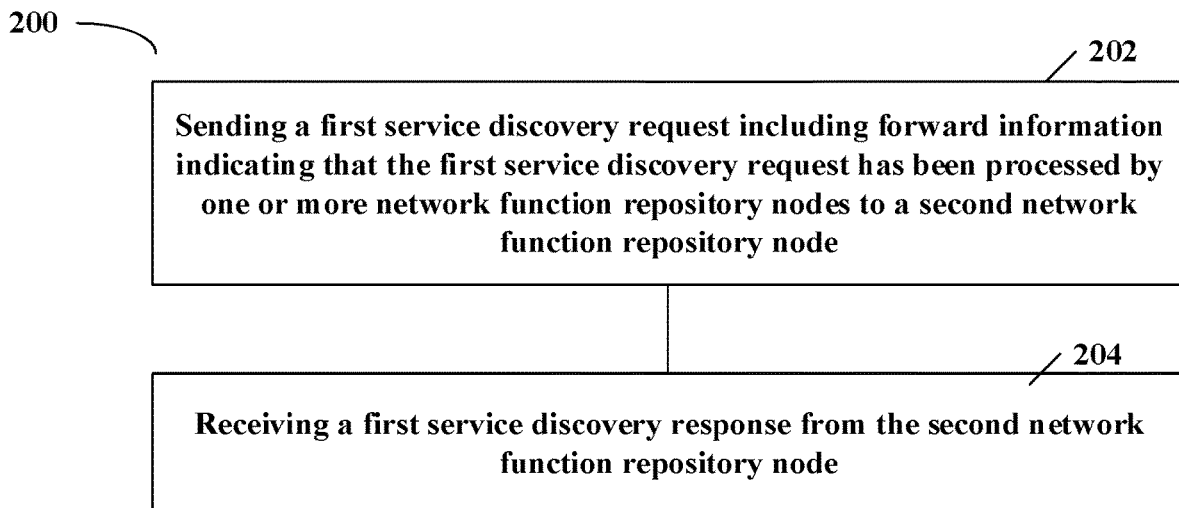 200
202
Sending a first service discovery request including forward information
indicating that the first service discovery request has been processed by
one or more network function repository nodes to a second network
function repository node
204
Receiving a first service discovery response from the second network
function repository node